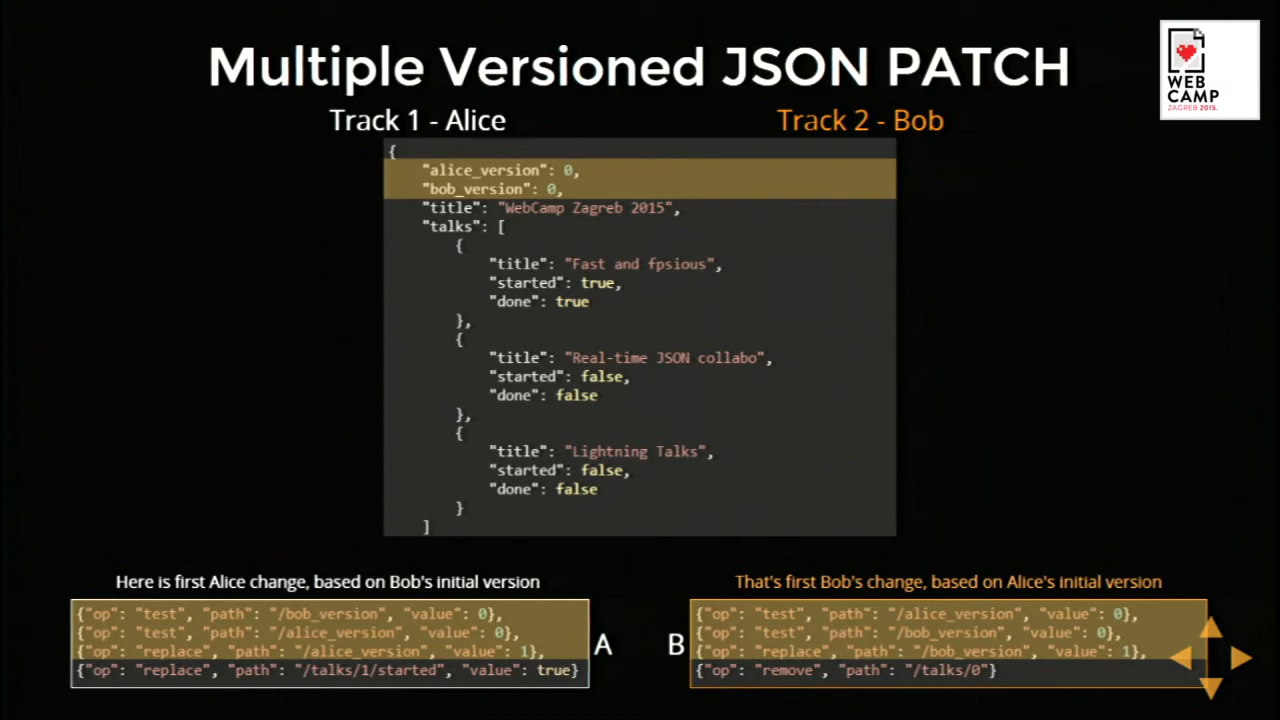 Multiple Versioned JSON PATCH
WEB
CAMP
ZAGREB 2015.
Track 1 - Alice
Track 2 - Bob
{
"alice_version": 0,
"bob_version": 0,
"title": "WebCamp Zagreb 2015",
"talks": [
{
"title": "Fast and fpsious",
"started": true,
"done": true
},
{
"title": "Real-time JSON collabo",
"started": false,
"done": false
},
{
"title": "Lightning Talks",
"started": false,
"done": false
}
]
Here is first Alice change, based on Bob's initial version
{"op": "test", "path": "/bob_version", "value": 0},
{"op": "test", "path": "/alice_version", "value": 0},
{"op": "replace", "path": "/alice_version", "value": 1},
{"op": "replace", "path": "/talks/1/started", "value": true}
A
B
That's first Bob's change, based on Alice's initial version
{"op": "test", "path": "/alice_version", "value": 0},
{"op": "test", "path": "/bob_version", "value": 0},
{"op": "replace", "path": "/bob_version", "value": 1},
{"op": "remove", "path": "/talks/0"}